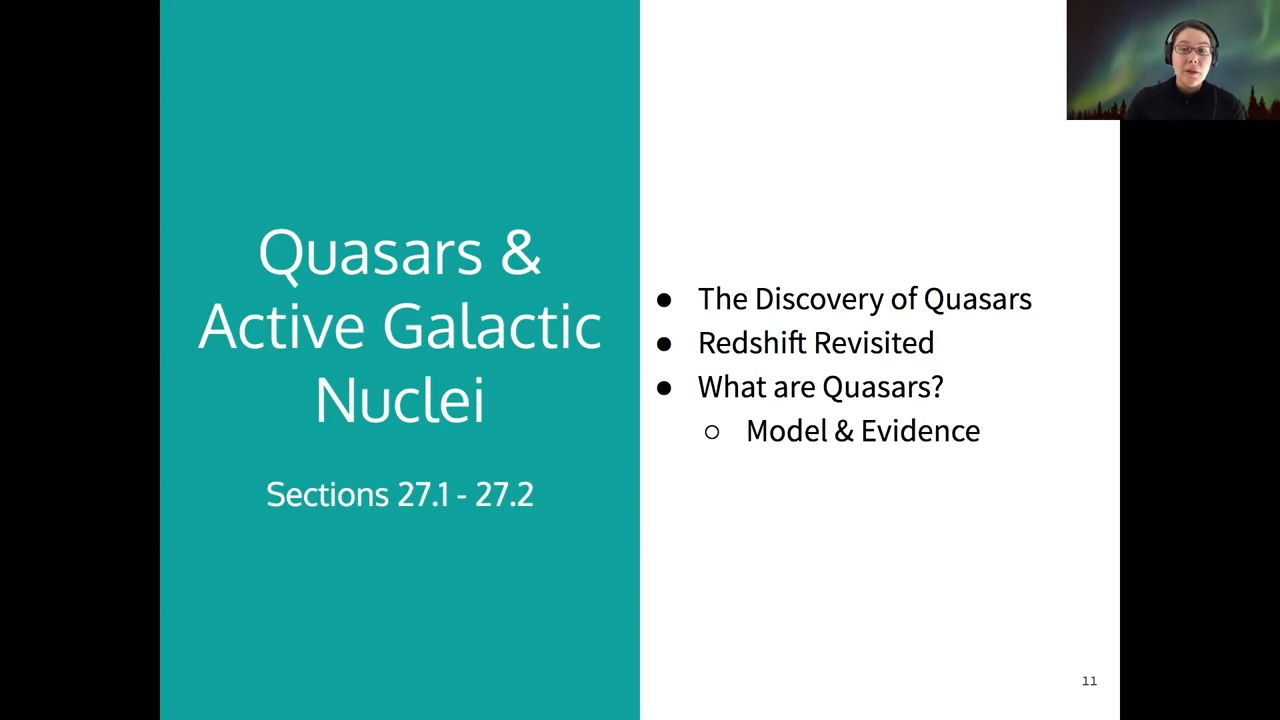 Quasars &
Active Galactic
Nuclei
Sections 27.1 - 27.2
● The Discovery of Quasars
● Redshift Revisited
● What are Quasars?
○ Model & Evidence
11